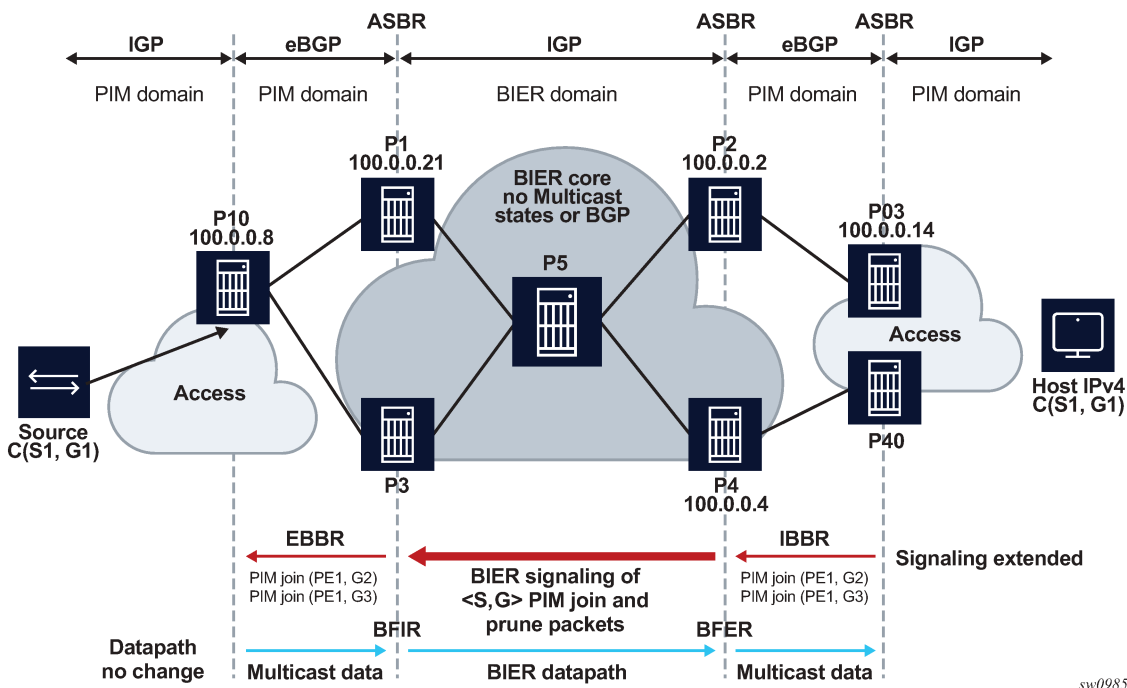 ASBR
ASBR
ASBR
IGP
eBGP
IGP
eBGP
IGP
PIM domain
PIM domain
BIER domain
PIM domain
PIM domain
P1
100.0.0.21
P2
100.0.0.2
BIER core
no Multicast
states or BGP
P10
100.0.0.8
P03
100.0.0.14
P5
Access
Access
Source
C(S1, G1)
Host IPv4
C(S1, G1)
P3
P4
100.0.0.4
P40
EBBR
IBBR
Signaling extended
PIM join (PE1, G2)
PIM join (PE1, G3)
BIER signaling of
<S,G> PIM join and
prune packets
PIM join (PE1, G2)
PIM join (PE1, G3)
BFIR
BFER
Datapath
no change
Multicast data
BIER datapath
Multicast data
sw0985